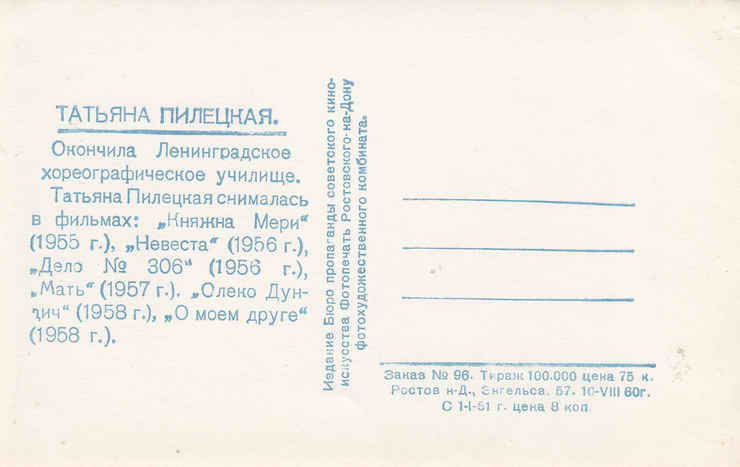 ТАТЬЯНА ПИЛЕЦКАЯ.
Окончила Ленинградское
хореографическое училище.
Татьяна Пилецкая снималась
в фильмах: „Княжна Мери“
(1955 г.), „Невеста“ (1956 г.),
„Дело № 306“ (1956 г.),
„Мать“ (1957 г.). „Олеко Дун-
дич“ (1958 г.), „О моем друге“
(1958 г.).
Издание Бюро пропаганды советского кино-
искусства Фотопечать Ростовского-на-Дону
фотохудожественного комбината.
Заказ № 96. Тираж 100.000 цена 75 к.
Ростов н-Д., Энгельса, 57. 10-VIII 60г.
С 1-I-51 г. цена 8 коп